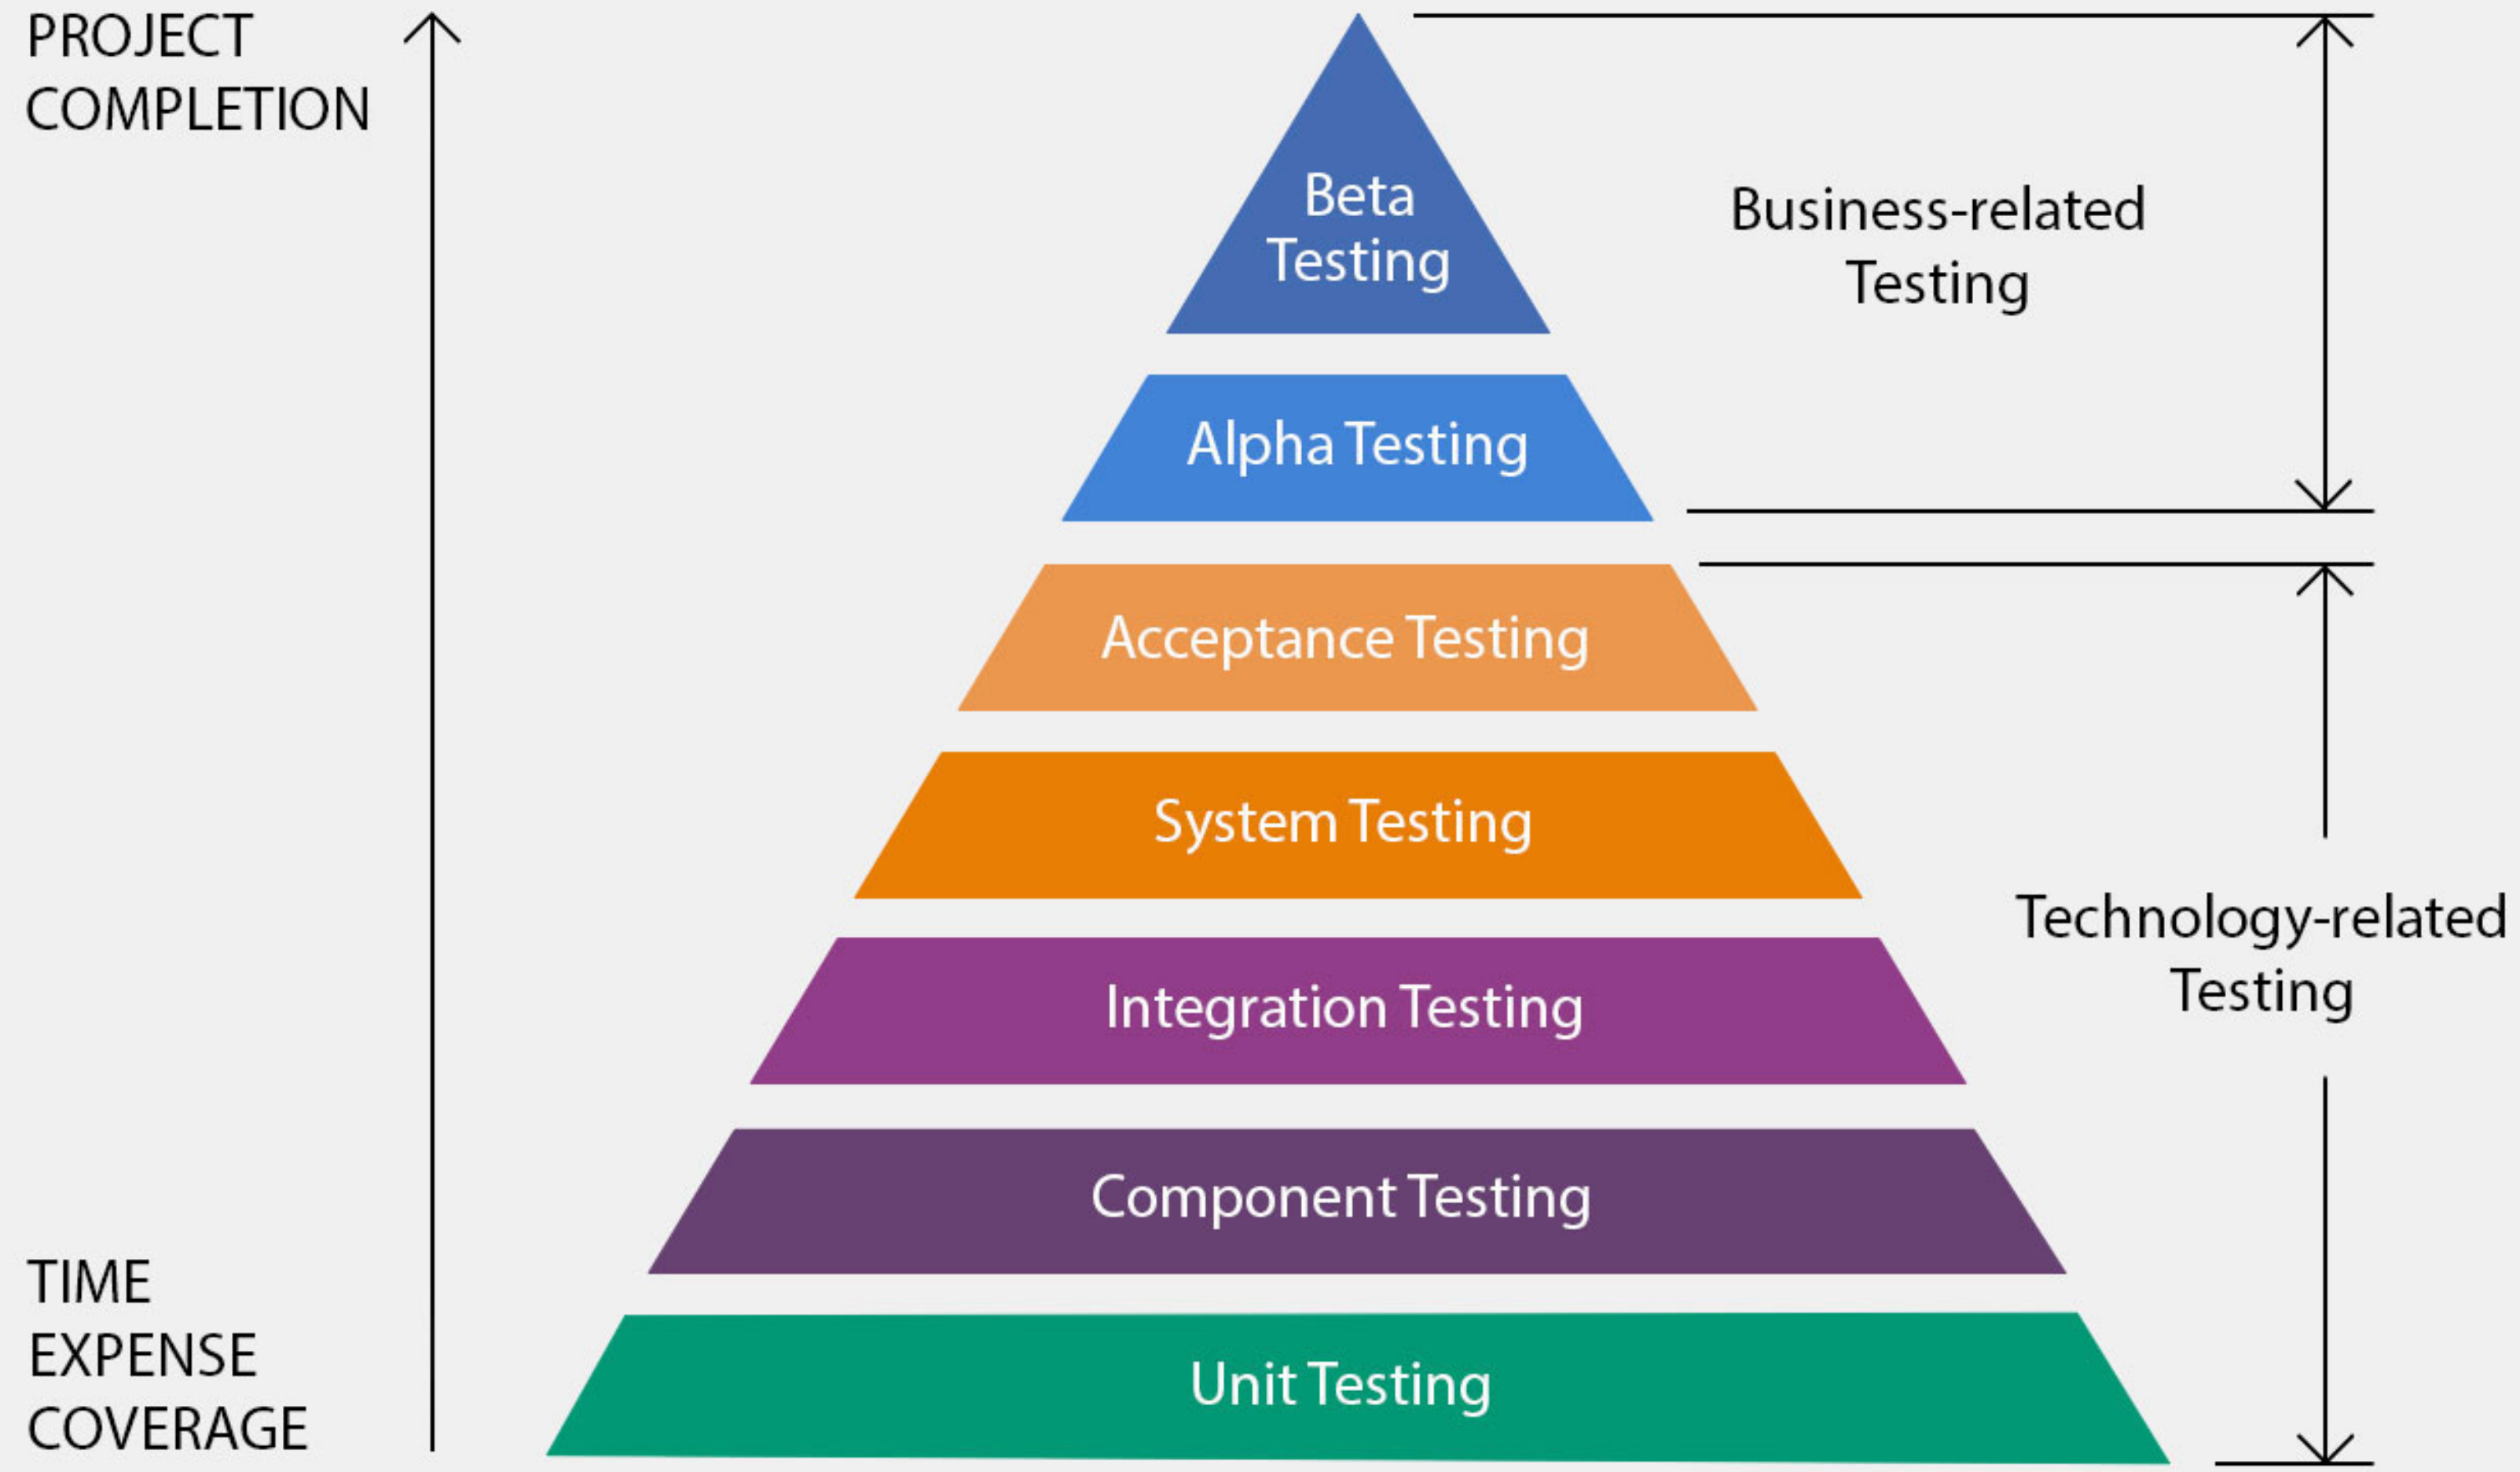 PROJECT
COMPLETION
Beta
Testing
Business-related
Testing
Alpha Testing
Acceptance Testing
System Testing
Technology-related
Testing
Integration Testing
Component Testing
TIME
EXPENSE
COVERAGE
Unit Testing